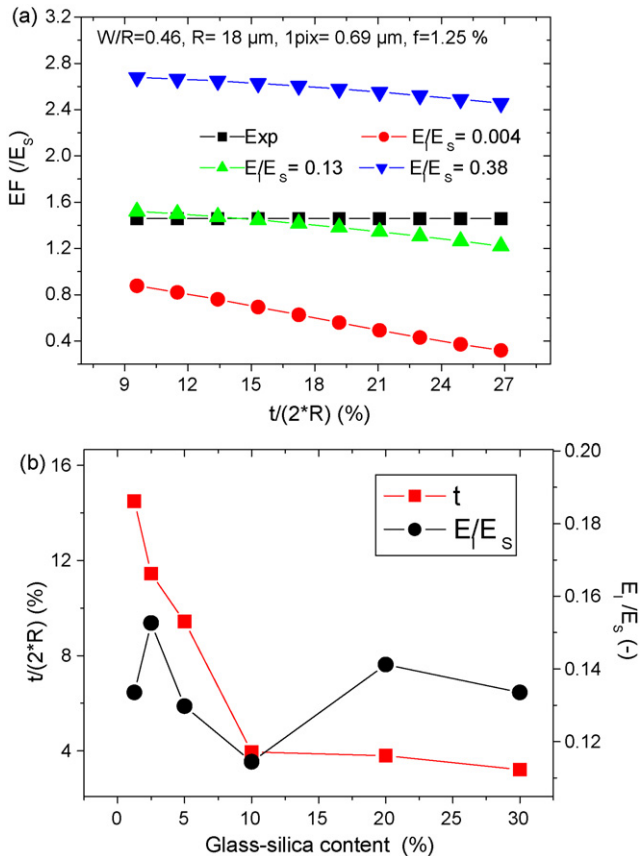 (a)
W/R=0.46, R= 18 µm, 1pix= 0.69 µm, f=1.25 %
EF (/E_S)
2.8
2.4
2.0
1.6
1.2
0.8
0.4
Exp
E_I/E_S= 0.004
E_I/E_S= 0.13
E_I/E_S= 0.38
9 12 15 18 21 24 27
t/(2*R) (%)
(b)
t/(2*R) (%)
16
12
8
4
t
E_I/E_S
0.20
0.18
0.16
0.14
0.12
E_I/E_S (-)
0 5 10 15 20 25 30
Glass-silica content (%)